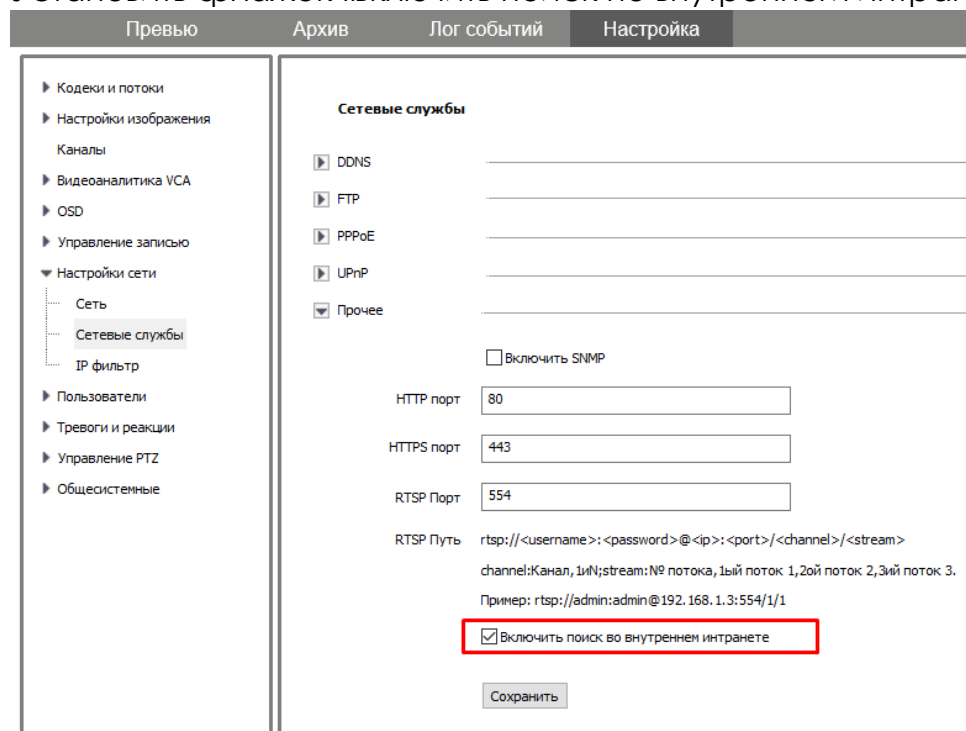 Превью Архив Лог событий Настройка
Кодеки и потоки
Настройки изображения
Каналы
Видеоаналитика VCA
OSD
Управление записью
Настройки сети
Сеть
Сетевые службы
IP фильтр
Пользователи
Тревоги и реакции
Управление PTZ
Общесистемные
Сетевые службы
DDNS
FTP
PPPoE
UPnP
Прочее
Включить SNMP
HTTP порт 80
HTTPS порт 443
RTSP Порт 554
RTSP Путь rtsp://<username>:<password>@<ip>:<port>/<channel>/<stream>
channel:Канал,1иN;stream:№ потока,1ый поток 1,2ой поток 2,3ий поток 3.
Пример: rtsp://admin:admin@192.168.1.3:554/1/1
Включить поиск во внутреннем интранете
Сохранить